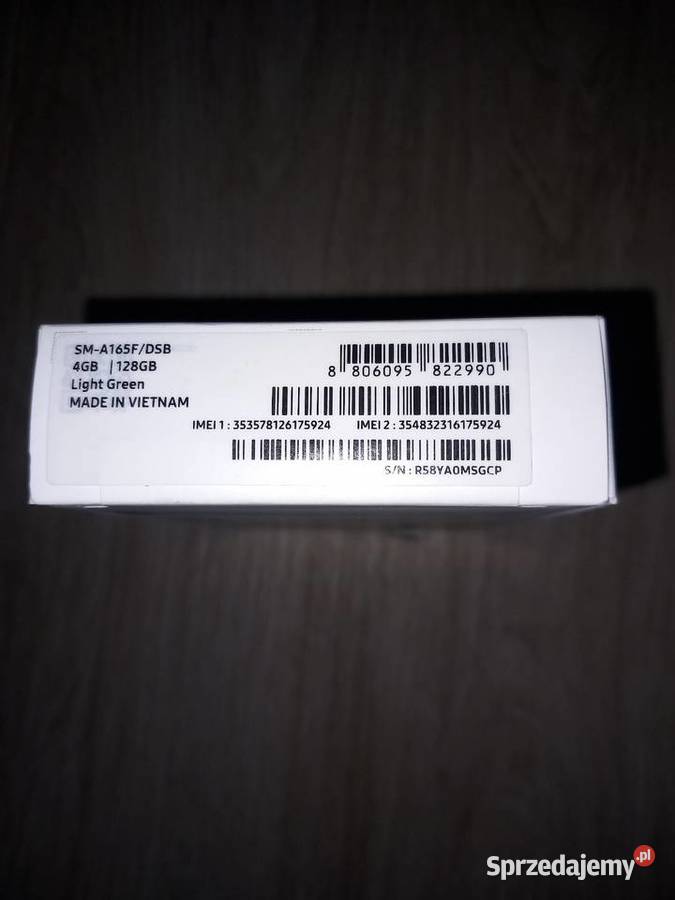 SM-A165F/DSB
4GB | 128GB
Light Green
MADE IN VIETNAM
8 806095 822990
IMEI 1 : 353578126175924 IMEI 2 : 354832316175924
S/N : R58YA0MSGCP
Sprzedajemy.pl